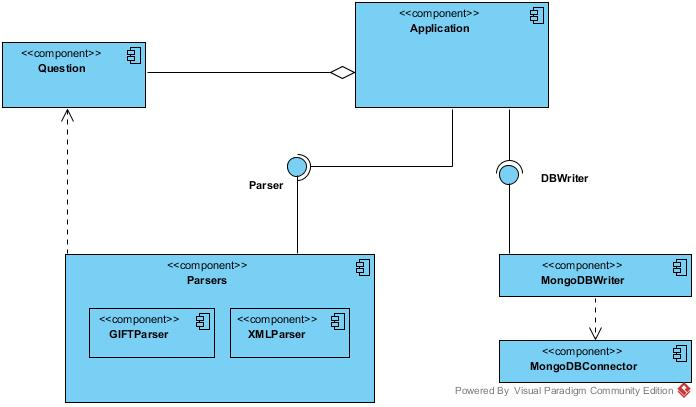 <<component>>
Application
<<component>>
Question
Parser
DBWriter
<<component>>
Parsers
<<component>>
GIFTParser
<<component>>
XMLParser
<<component>>
MongoDBWriter
<<component>>
MongoDBConnector
Powered By Visual Paradigm Community Edition